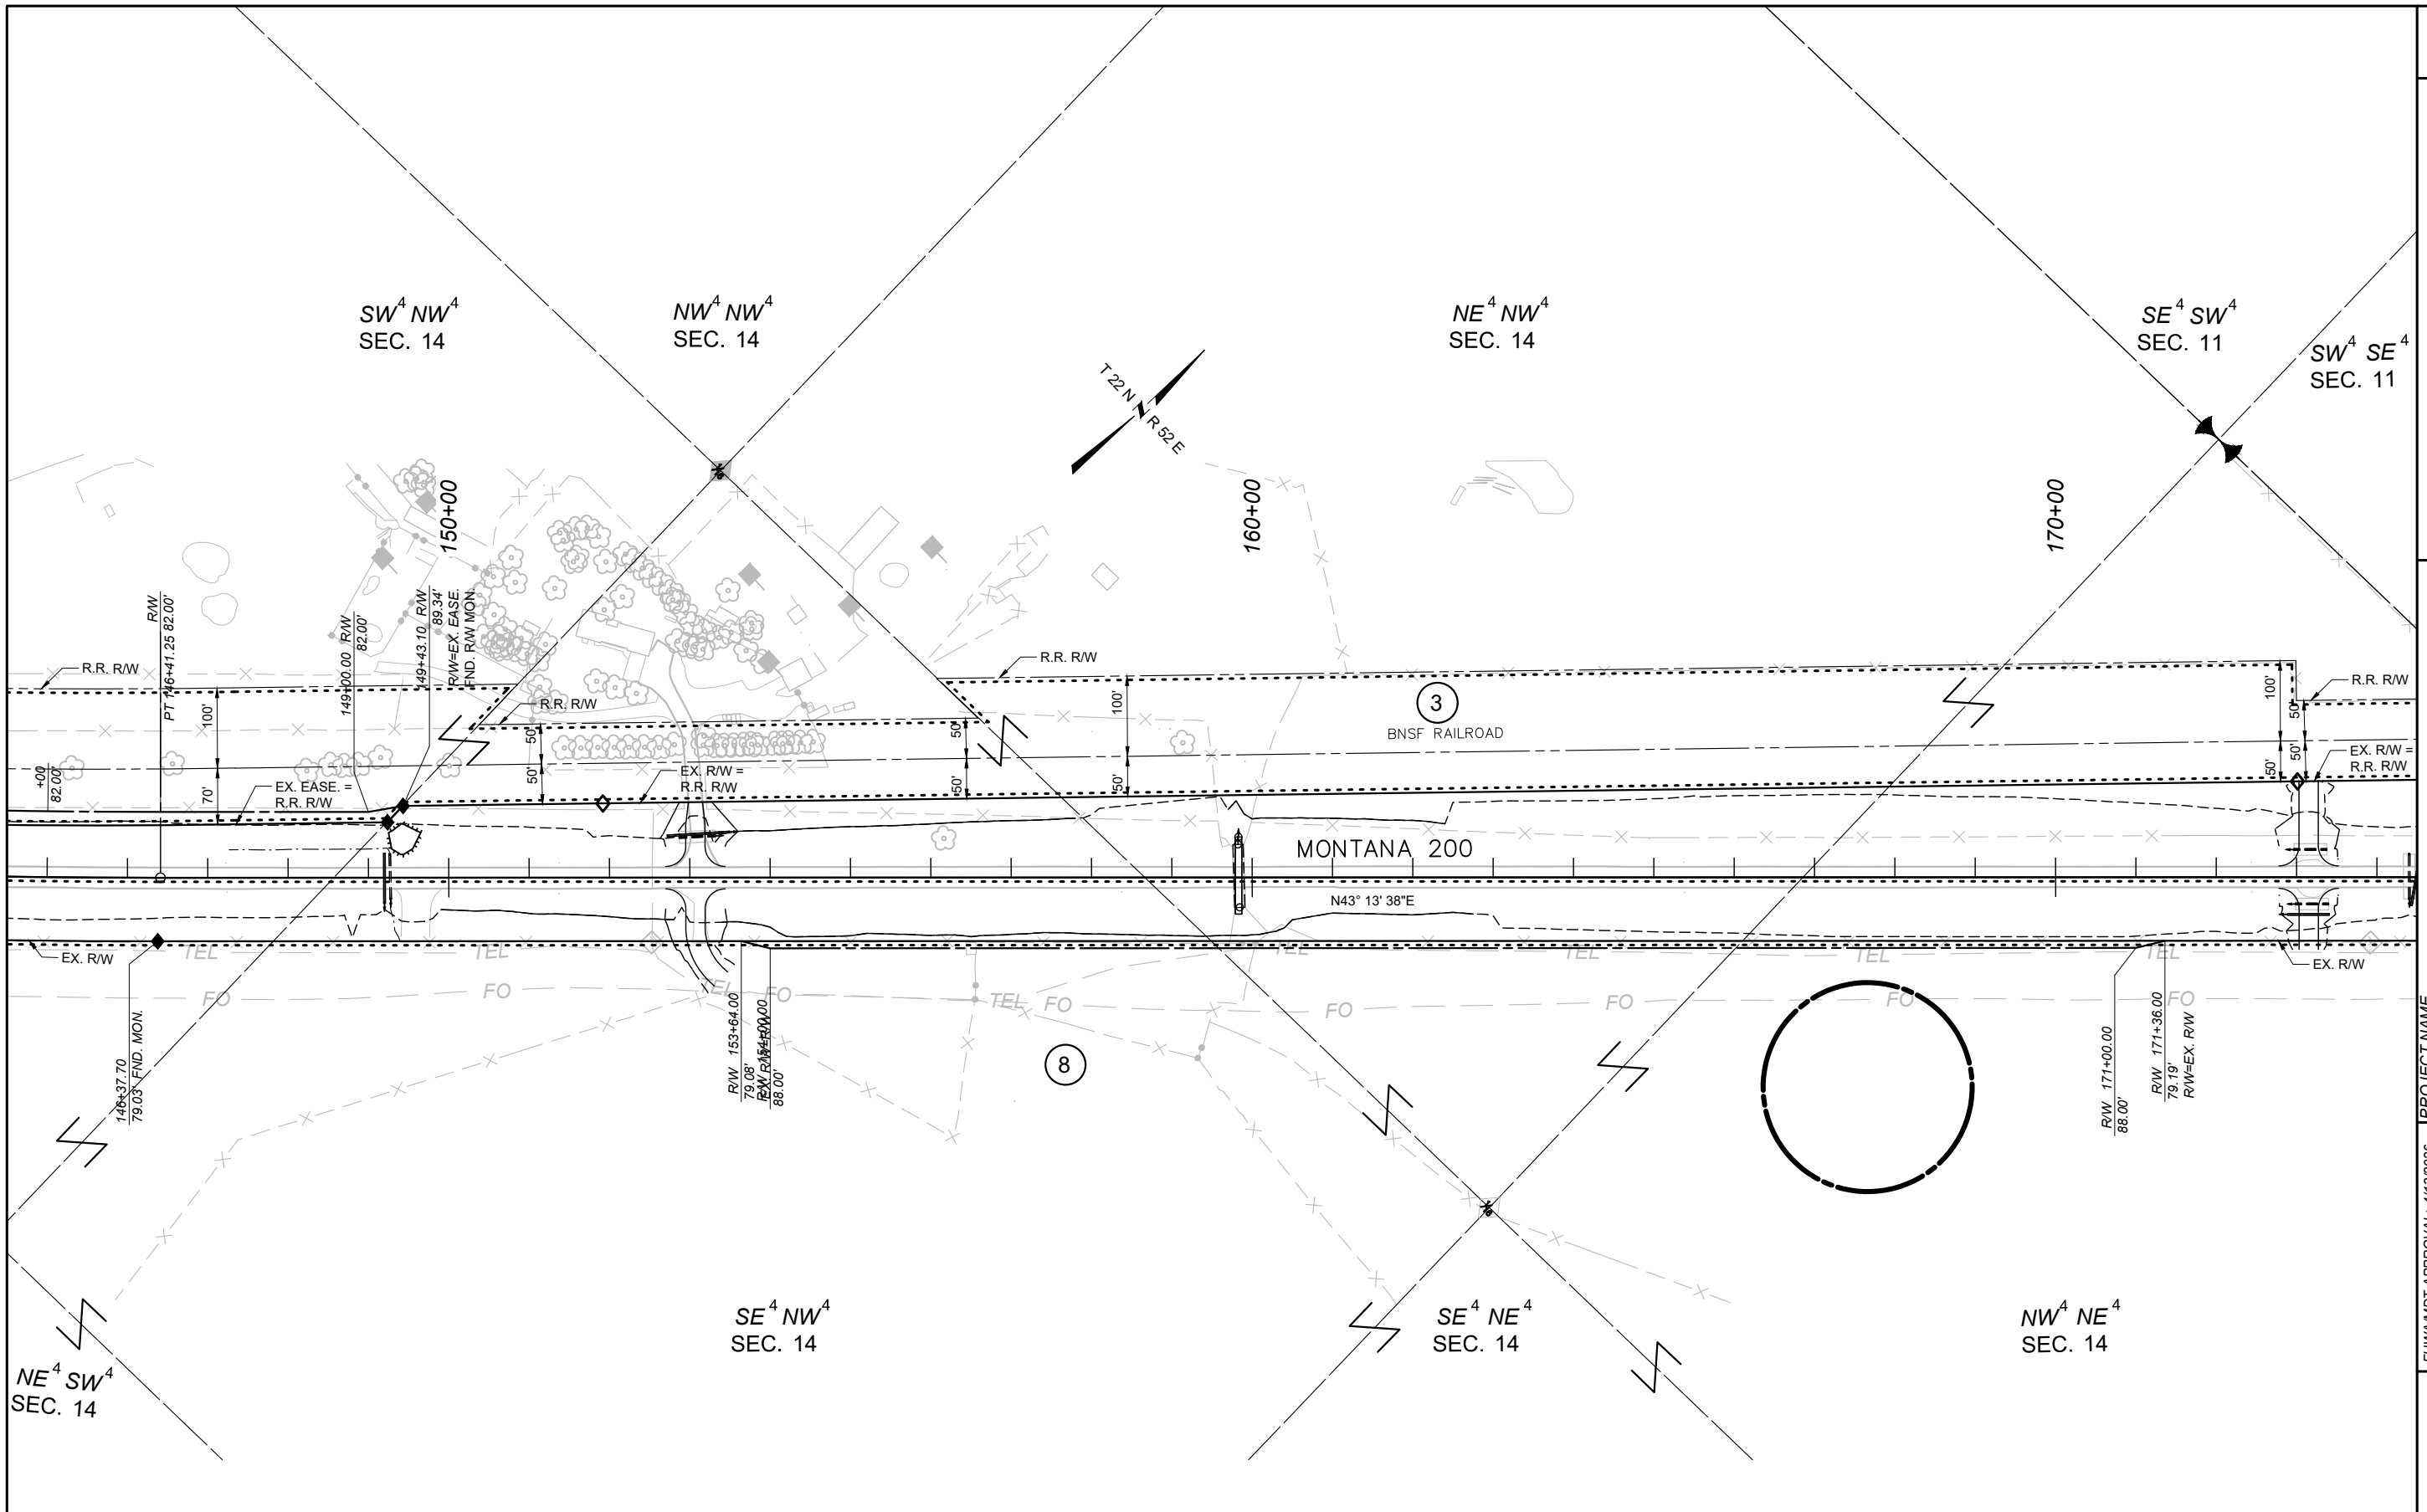 SW⁴ NW⁴
SEC. 14
NW⁴ NW⁴
SEC. 14
NE⁴ NW⁴
SEC. 14
SE⁴ SW⁴
SEC. 11
SW⁴ SE⁴
SEC. 11
T 22 N
R 52 E
N
150+00
160+00
170+00
R/W
PT 146+41.25 82.00'
149+00.00 R/W
82.00'
149+43.10 R/W
89.34'
R/W=EX. EASE.
FND. R/W MON.
R.R. R/W
R.R. R/W
R.R. R/W
R.R. R/W
100'
70'
50'
50'
50'
50'
100'
50'
100'
50'
50'
50'
3
BNSF RAILROAD
+00
82.00'
EX. EASE. =
R.R. R/W
EX. R/W =
R.R. R/W
EX. R/W =
R.R. R/W
MONTANA 200
N43° 13' 38"E
EX. R/W
EX. R/W
TEL
TEL
TEL
TEL
TEL
TEL
TEL
FO
FO
FO
FO
FO
FO
FO
FO
146+37.70
79.03' FND. MON.
R/W 153+64.00
79.08'
88.00'
8
R/W 171+00.00
88.00'
R/W 171+36.00
79.19'
R/W=EX. R/W
SE⁴ NW⁴
SEC. 14
SE⁴ NE⁴
SEC. 14
NW⁴ NE⁴
SEC. 14
NE⁴ SW⁴
SEC. 14
PROJECT NAME